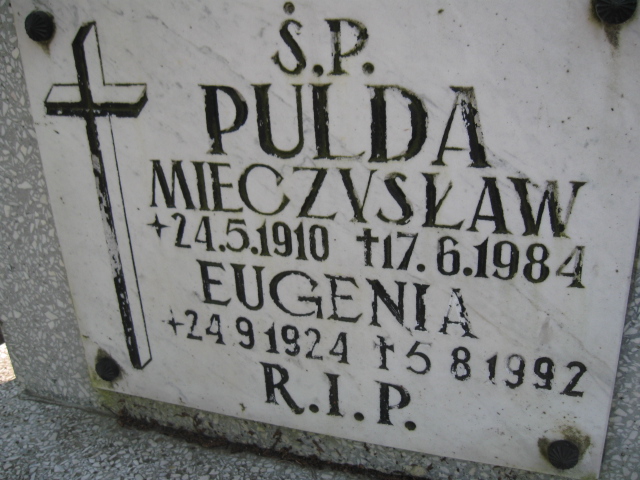 Ś.P.
PULDA
MIECZYSŁAW
+24.5.1910 †17.6.1984
EUGENIA
+24 9 1924 †5 8 1992
R.I.P.